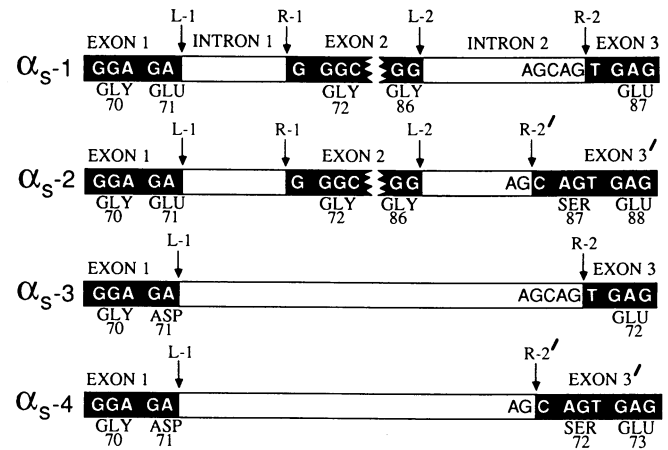 L-1 R-1 L-2 R-2
EXON 1 INTRON 1 EXON 2 INTRON 2 EXON 3
αS-1 GGA GA G GGC GG AGCAG T GAG
GLY GLU GLY GLY GLU
70 71 72 86 87
L-1 R-1 L-2 R-2′
EXON 1 EXON 2 EXON 3′
αS-2 GGA GA G GGC GG AG C AGT GAG
GLY GLU GLY GLY SER GLU
70 71 72 86 87 88
L-1 R-2
EXON 1 EXON 3
αS-3 GGA GA AGCAG T GAG
GLY ASP GLU
70 71 72
L-1 R-2′
EXON 1 EXON 3′
αS-4 GGA GA AG C AGT GAG
GLY ASP SER GLU
70 71 72 73